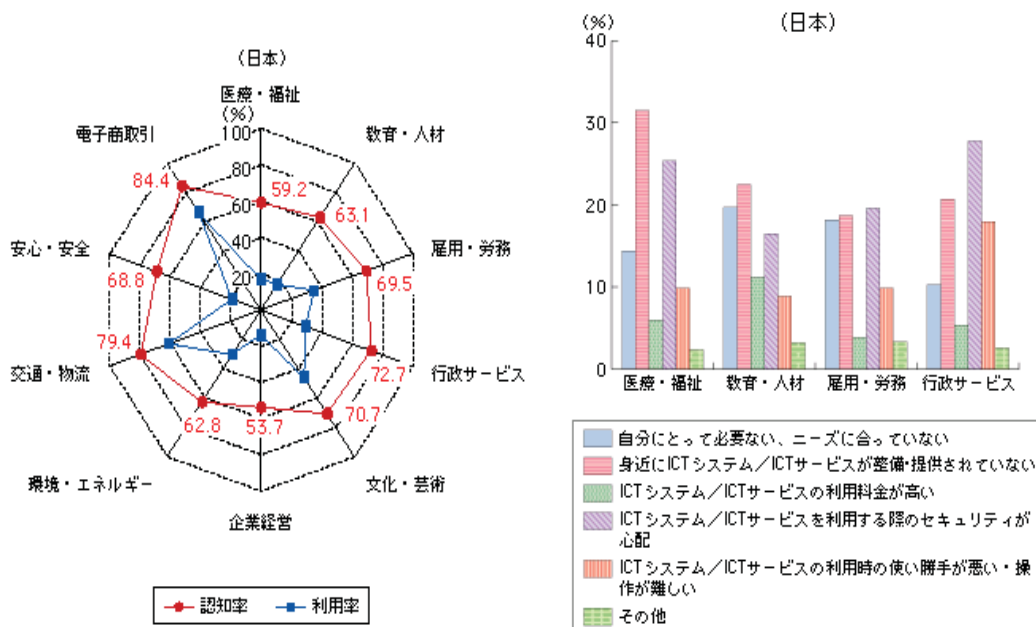 （日本）
医療・福祉
(%)
100
80
60
40
20
教育・人材
雇用・労務
行政サービス
文化・芸術
企業経営
環境・エネルギー
交通・物流
安心・安全
電子商取引
59.2
63.1
69.5
72.7
70.7
53.7
62.8
79.4
68.8
84.4
認知率
利用率
（日本）
(%)
40
30
20
10
0
医療・福祉
教育・人材
雇用・労務
行政サービス
自分にとって必要ない、ニーズに合っていない
身近にICTシステム／ICTサービスが整備・提供されていない
ICTシステム／ICTサービスの利用料金が高い
ICTシステム／ICTサービスを利用する際のセキュリティが
心配
ICTシステム／ICTサービスの利用時の使い勝手が悪い・操
作が難しい
その他